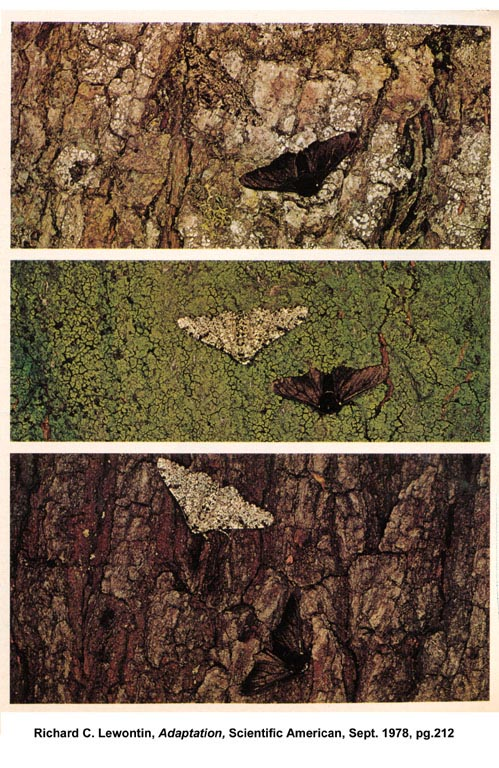 Richard C. Lewontin, Adaptation, Scientific American, Sept. 1978, pg.212